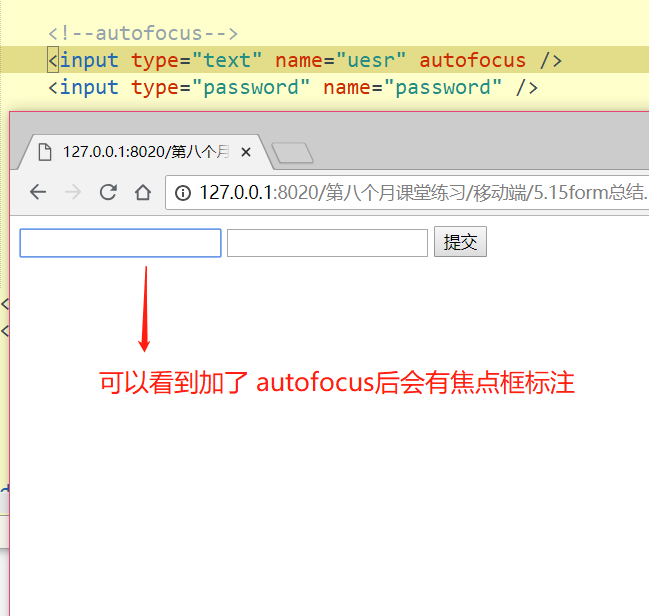 <!--autofocus-->
<input type="text" name="uesr" autofocus />
<input type="password" name="password" />
127.0.0.1:8020/第八个月
127.0.0.1:8020/第八个月课堂练习/移动端/5.15form总结.
提交
<
<
可以看到加了 autofocus后会有焦点框标注